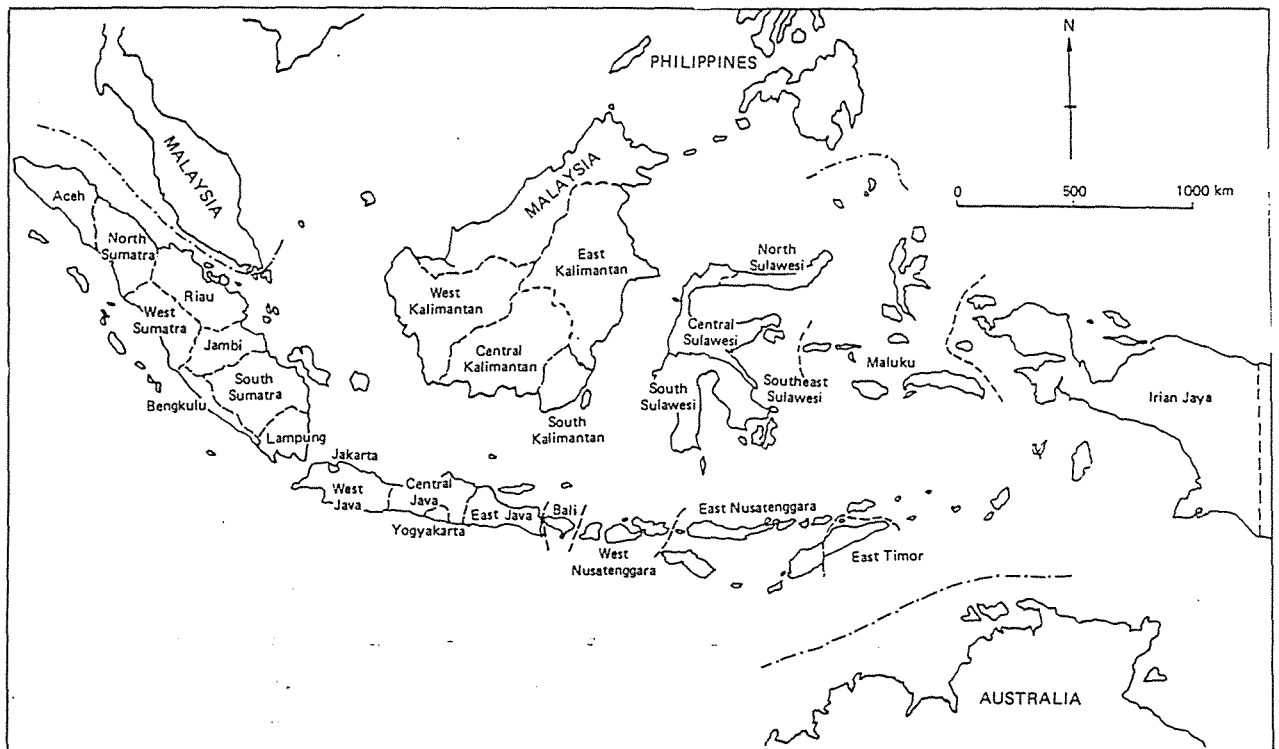 N
PHILIPPINES
0 500 1000 km
MALAYSIA
MALAYSIA
Aceh
North
Sumatra
Riau
West
Sumatra
Jambi
South
Sumatra
Bengkulu
Lampung
East
Kalimantan
West
Kalimantan
Central
Kalimantan
South
Kalimantan
North
Sulawesi
Central
Sulawesi
South
Sulawesi
Southeast
Sulawesi
Maluku
Irian Jaya
Jakarta
West
Java
Central
Java
Yogyakarta
East Java
Bali
West
Nusatenggara
East Nusatenggara
East Timor
AUSTRALIA